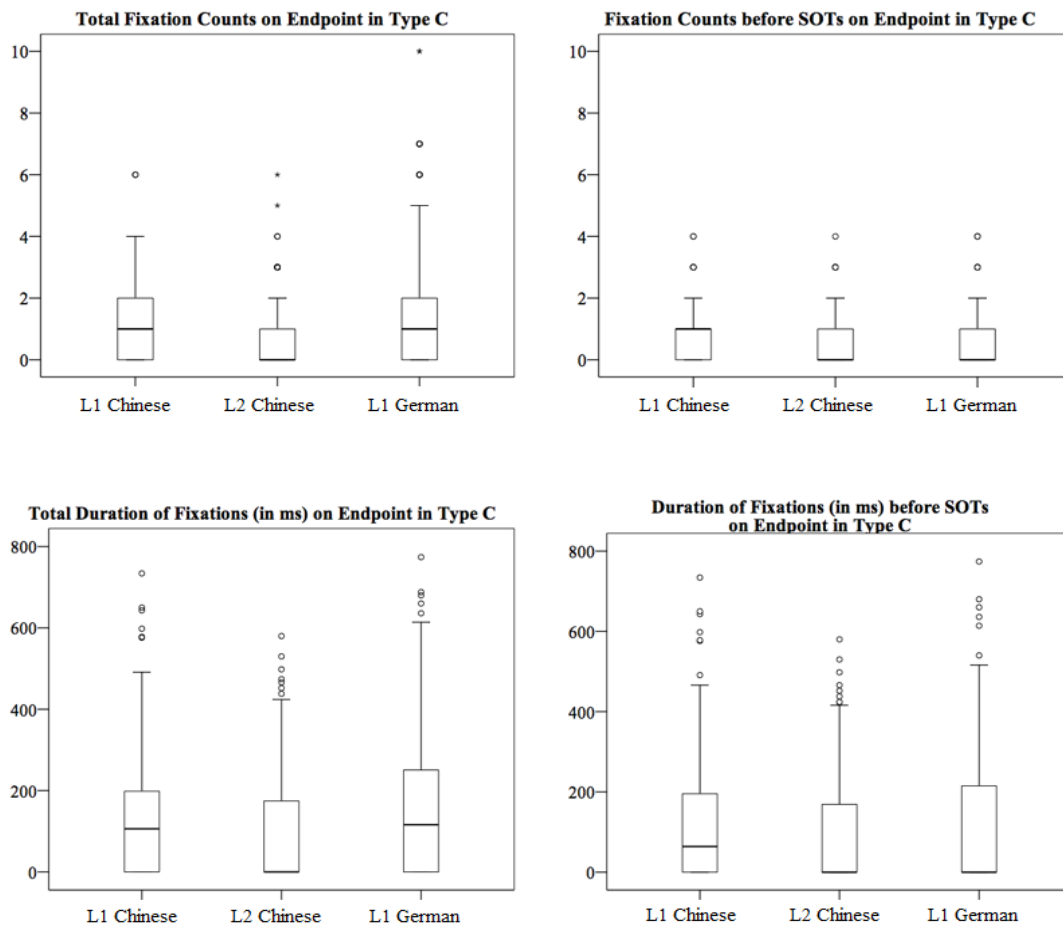 Total Fixation Counts on Endpoint in Type C
10
8
6
4
2
0
L1 Chinese L2 Chinese L1 German
Fixation Counts before SOTs on Endpoint in Type C
10
8
6
4
2
0
L1 Chinese L2 Chinese L1 German
Total Duration of Fixations (in ms) on Endpoint in Type C
800
600
400
200
0
L1 Chinese L2 Chinese L1 German
Duration of Fixations (in ms) before SOTs
on Endpoint in Type C
800
600
400
200
0
L1 Chinese L2 Chinese L1 German